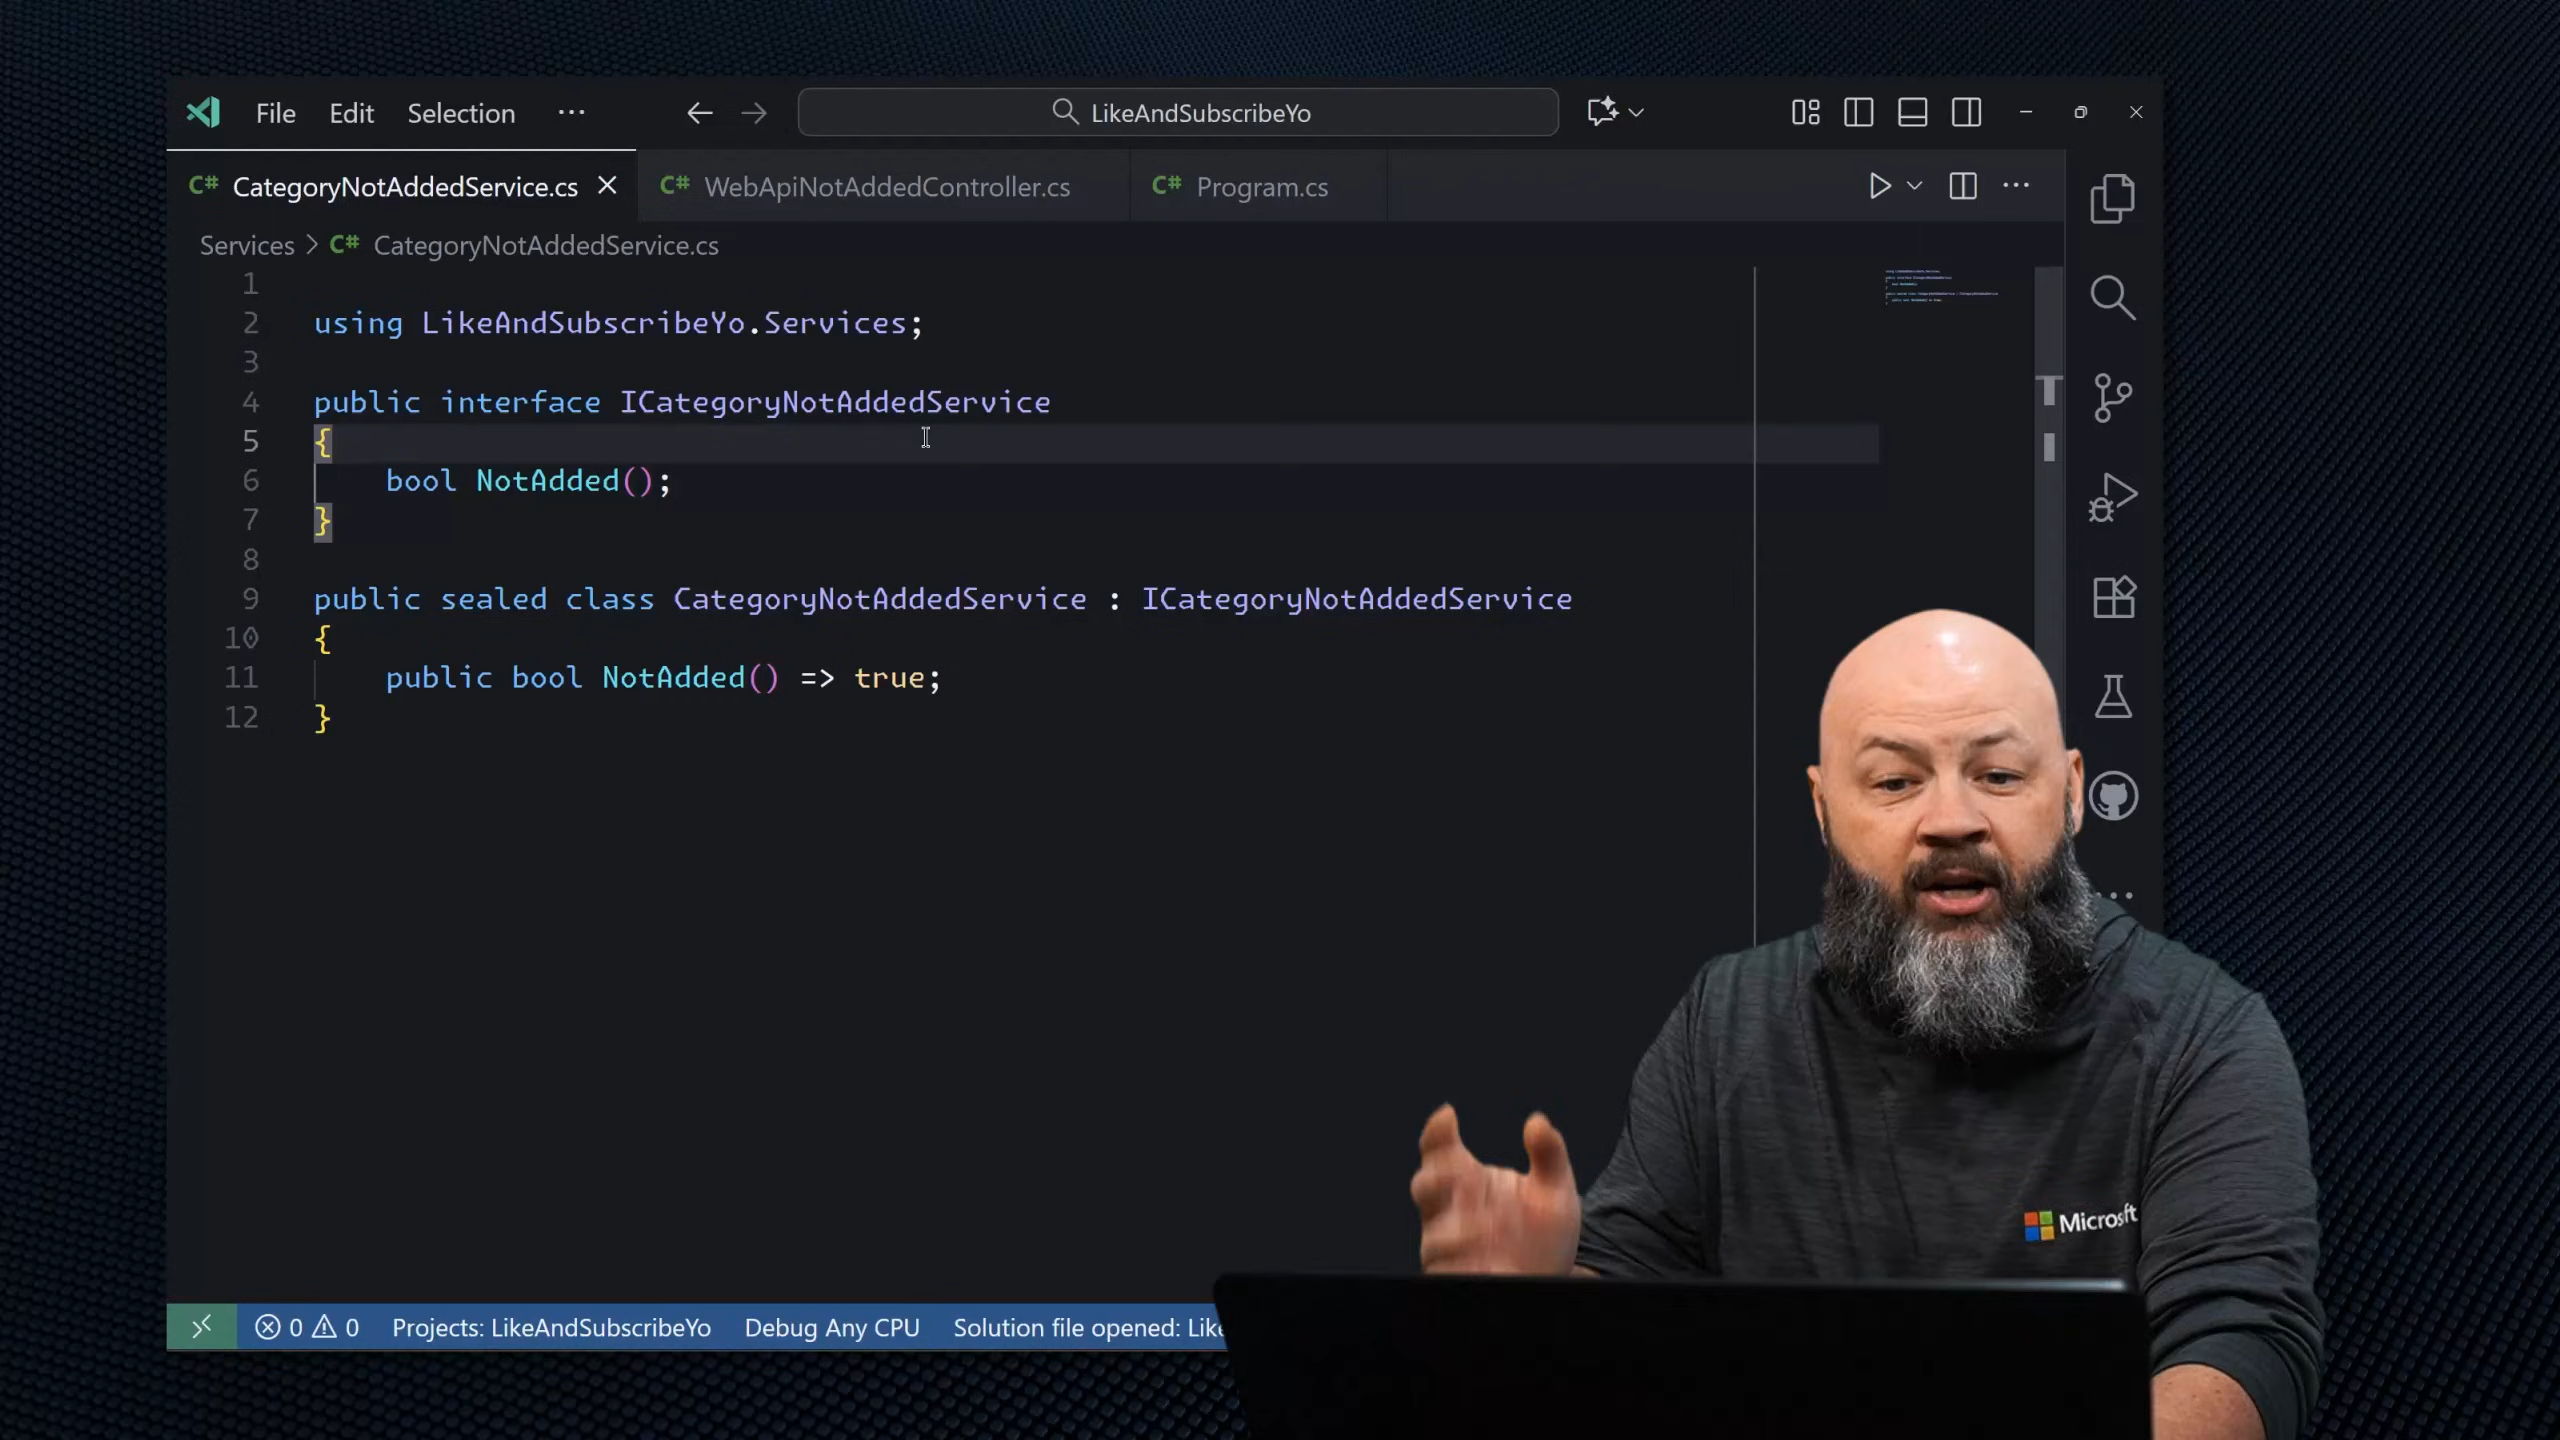 File Edit Selection ··· LikeAndSubscribeYo
C# CategoryNotAddedService.cs C# WebApiNotAddedController.cs C# Program.cs
Services > C# CategoryNotAddedService.cs
1
2 using LikeAndSubscribeYo.Services;
3
4 public interface ICategoryNotAddedService
5 {
6 bool NotAdded();
7 }
8
9 public sealed class CategoryNotAddedService : ICategoryNotAddedService
10 {
11 public bool NotAdded() => true;
12 }
Microsoft
0 0 Projects: LikeAndSubscribeYo Debug Any CPU Solution file opened: Like